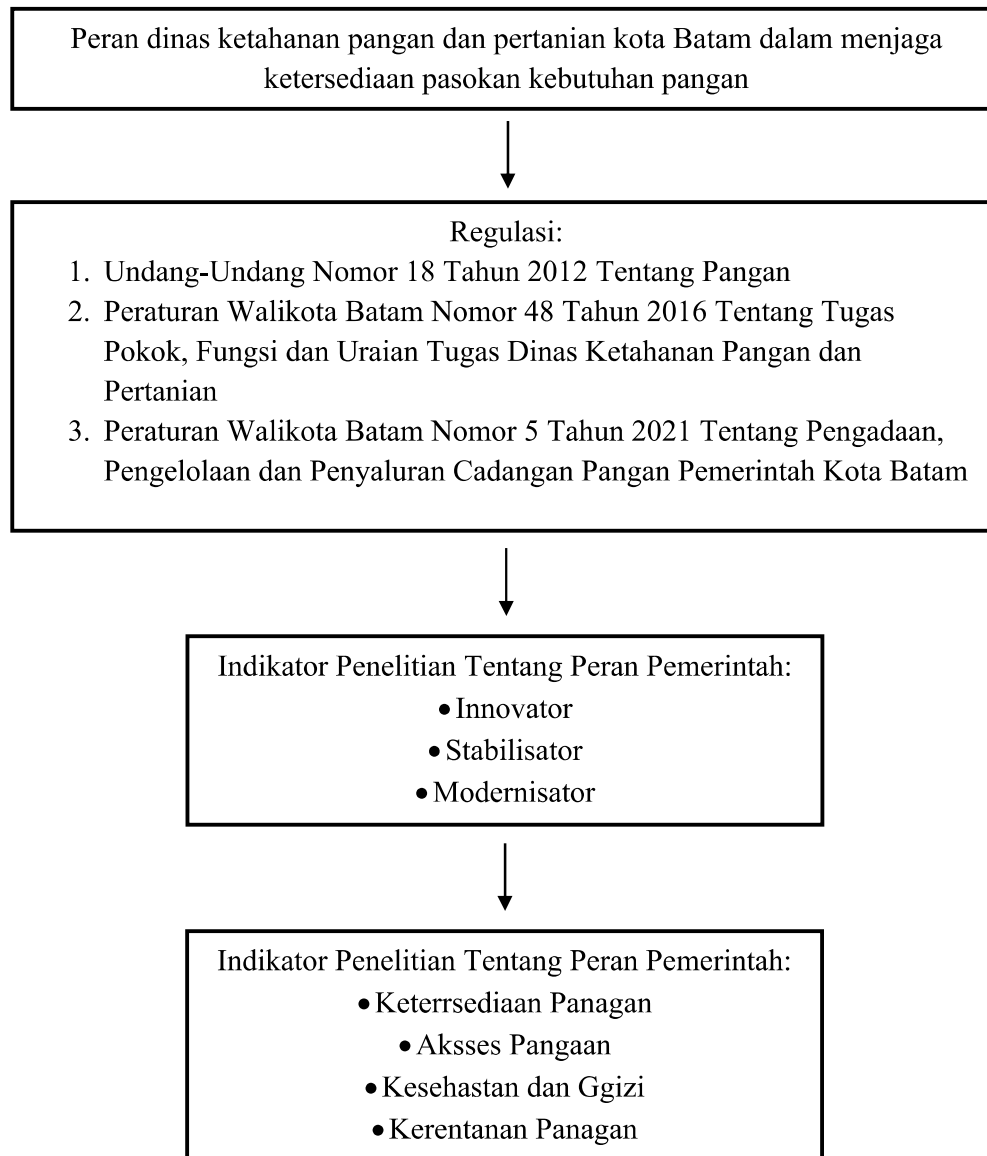 Peran dinas ketahanan pangan dan pertanian kota Batam dalam menjaga
ketersediaan pasokan kebutuhan pangan
Regulasi:
1. Undang-Undang Nomor 18 Tahun 2012 Tentang Pangan
2. Peraturan Walikota Batam Nomor 48 Tahun 2016 Tentang Tugas
Pokok, Fungsi dan Uraian Tugas Dinas Ketahanan Pangan dan
Pertanian
3. Peraturan Walikota Batam Nomor 5 Tahun 2021 Tentang Pengadaan,
Pengelolaan dan Penyaluran Cadangan Pangan Pemerintah Kota Batam
Indikator Penelitian Tentang Peran Pemerintah:
• Innovator
• Stabilisator
• Modernisator
Indikator Penelitian Tentang Peran Pemerintah:
• Keterrsediaan Panagan
• Aksses Pangaan
• Kesehastan dan Ggizi
• Kerentanan Panagan